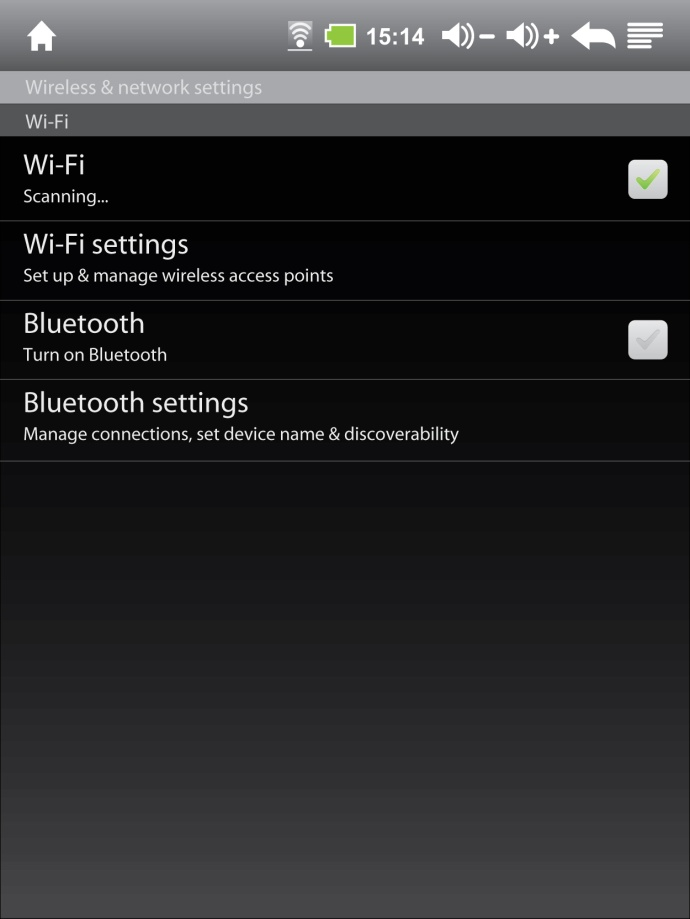 15:14
Wireless & network settings
Wi-Fi
Wi-Fi
Scanning...
Wi-Fi settings
Set up & manage wireless access points
Bluetooth
Turn on Bluetooth
Bluetooth settings
Manage connections, set device name & discoverability